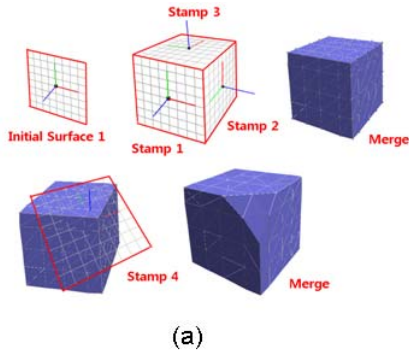 Stamp 3
Initial Surface 1
Stamp 1
Stamp 2
Merge
Stamp 4
Merge
(a)